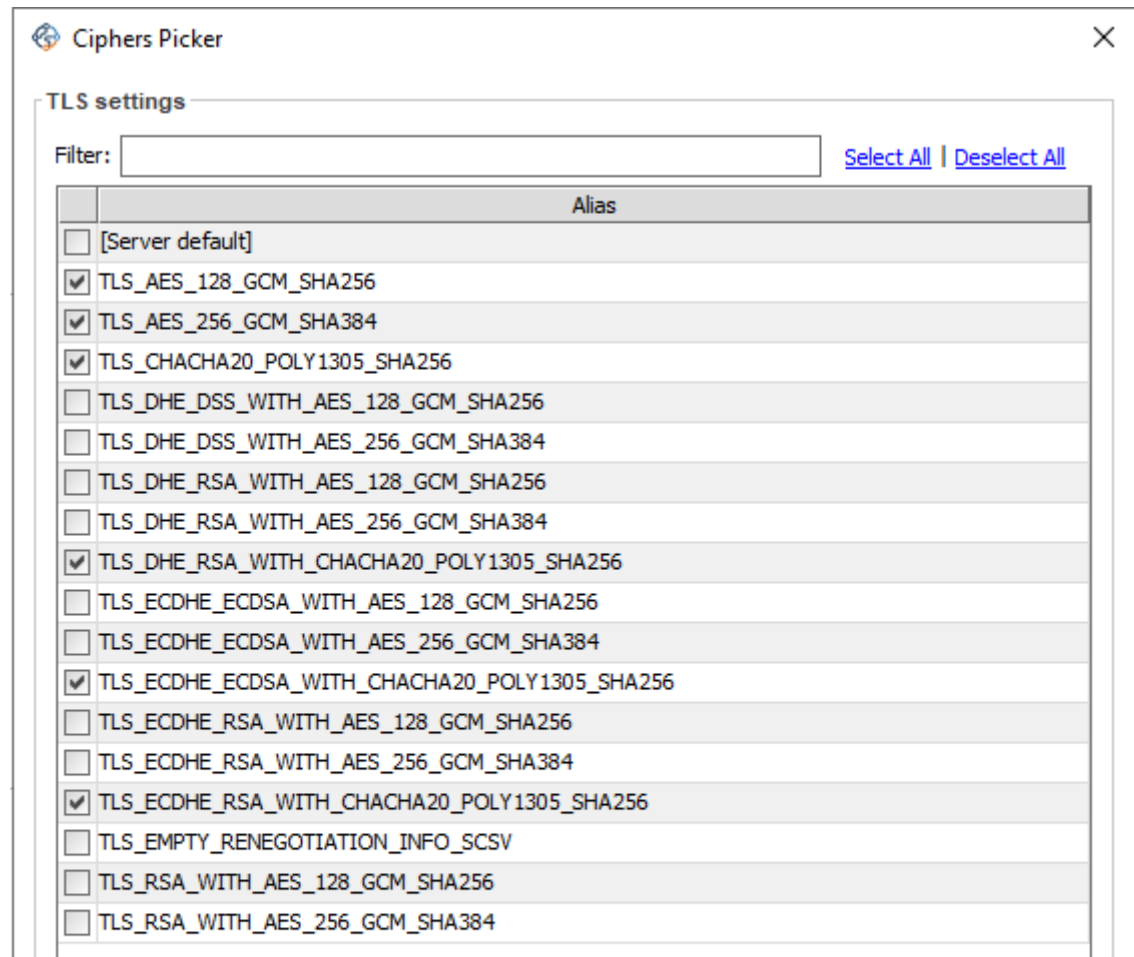 Ciphers Picker
TLS settings
Filter: Select All | Deselect All
Alias
[Server default]
TLS_AES_128_GCM_SHA256
TLS_AES_256_GCM_SHA384
TLS_CHACHA20_POLY1305_SHA256
TLS_DHE_DSS_WITH_AES_128_GCM_SHA256
TLS_DHE_DSS_WITH_AES_256_GCM_SHA384
TLS_DHE_RSA_WITH_AES_128_GCM_SHA256
TLS_DHE_RSA_WITH_AES_256_GCM_SHA384
TLS_DHE_RSA_WITH_CHACHA20_POLY1305_SHA256
TLS_ECDHE_ECDSA_WITH_AES_128_GCM_SHA256
TLS_ECDHE_ECDSA_WITH_AES_256_GCM_SHA384
TLS_ECDHE_ECDSA_WITH_CHACHA20_POLY1305_SHA256
TLS_ECDHE_RSA_WITH_AES_128_GCM_SHA256
TLS_ECDHE_RSA_WITH_AES_256_GCM_SHA384
TLS_ECDHE_RSA_WITH_CHACHA20_POLY1305_SHA256
TLS_EMPTY_RENEGOTIATION_INFO_SCSV
TLS_RSA_WITH_AES_128_GCM_SHA256
TLS_RSA_WITH_AES_256_GCM_SHA384